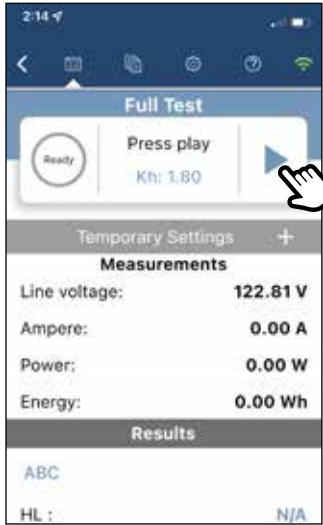 2:14
Full Test
Ready
Press play
Kh: 1.80
Temporary Settings +
Measurements
Line voltage: 122.81 V
Ampere: 0.00 A
Power: 0.00 W
Energy: 0.00 Wh
Results
ABC
HL : N/A